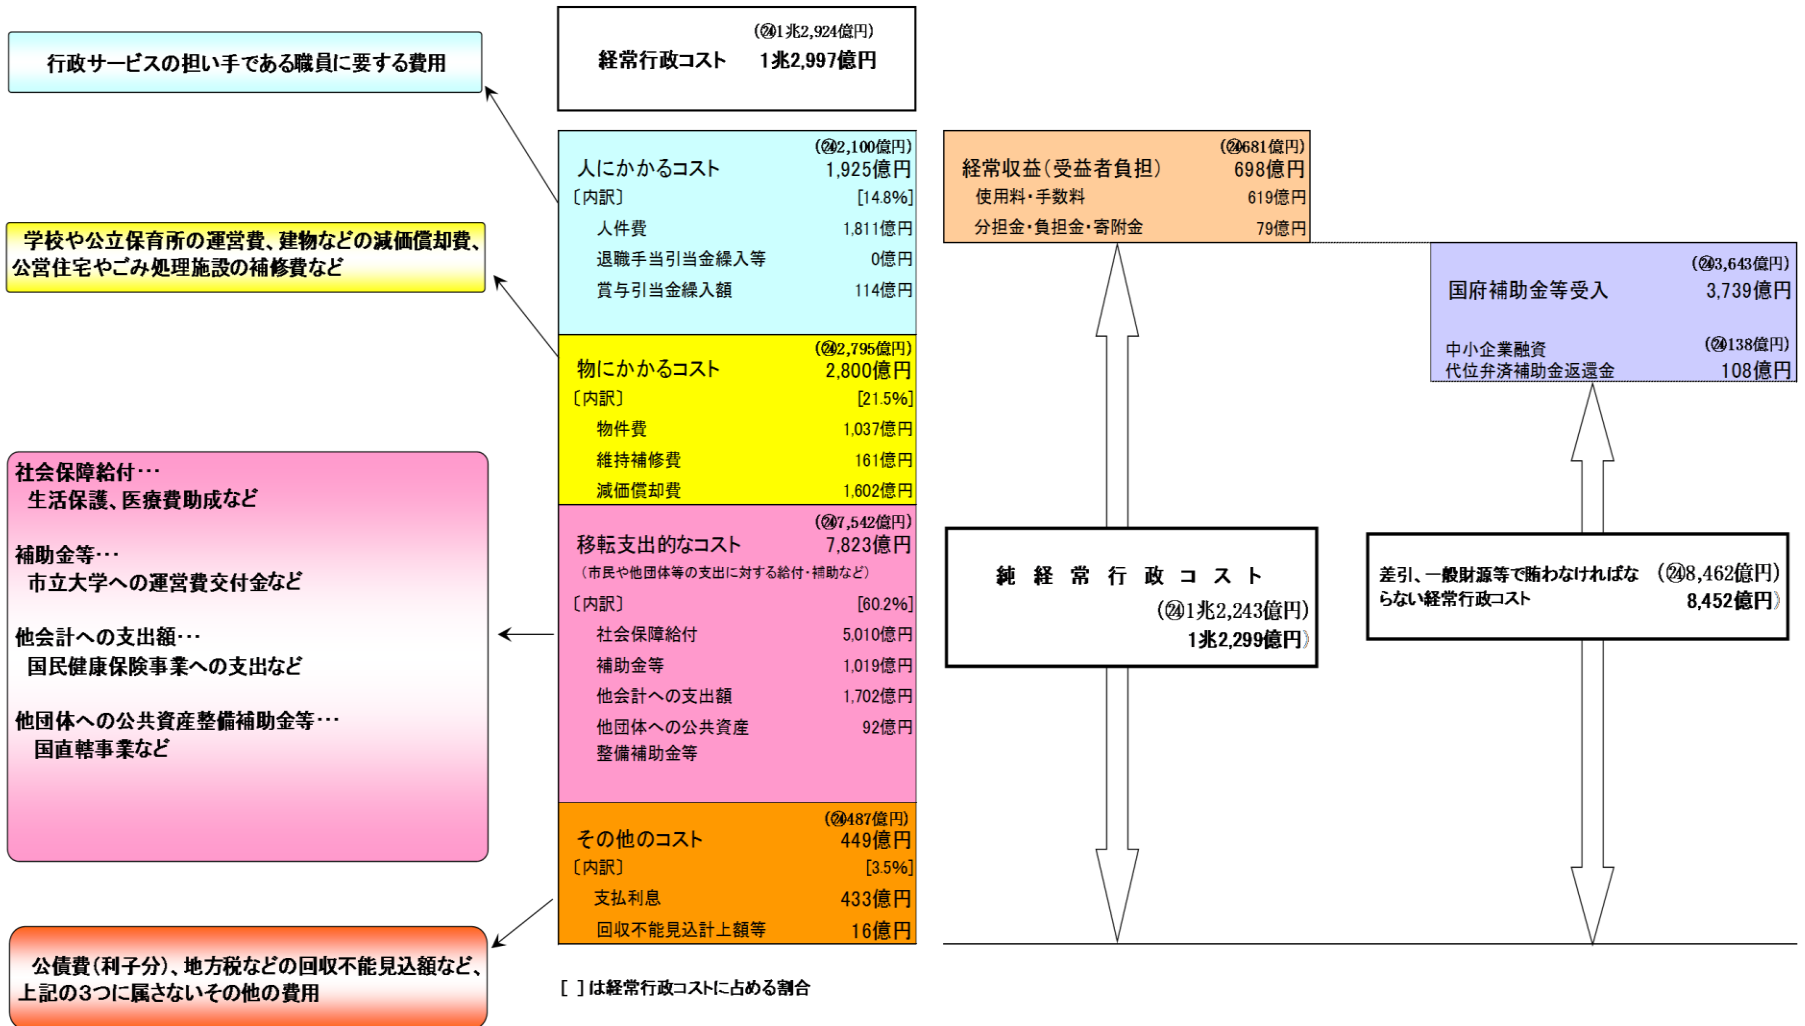 行政サービスの担い手である職員に要する費用
学校や公立保育所の運営費、建物などの減価償却費、
公営住宅やごみ処理施設の補修費など
社会保障給付…
生活保護、医療費助成など
補助金等…
市立大学への運営費交付金など
他会計への支出額…
国民健康保険事業への支出など
他団体への公共資産整備補助金等…
国直轄事業など
公債費(利子分)、地方税などの回収不能見込額など、
上記の3つに属さないその他の費用
(㉔1兆2,924億円)
経常行政コスト 1兆2,997億円
(㉔2,100億円)
人にかかるコスト 1,925億円
〔内訳〕 [14.8%]
人件費 1,811億円
退職手当引当金繰入等 0億円
賞与引当金繰入額 114億円
(㉔2,795億円)
物にかかるコスト 2,800億円
〔内訳〕 [21.5%]
物件費 1,037億円
維持補修費 161億円
減価償却費 1,602億円
(㉔7,542億円)
移転支出的なコスト 7,823億円
(市民や他団体等の支出に対する給付・補助など)
〔内訳〕 [60.2%]
社会保障給付 5,010億円
補助金等 1,019億円
他会計への支出額 1,702億円
他団体への公共資産 92億円
整備補助金等
(㉔487億円)
その他のコスト 449億円
〔内訳〕 [3.5%]
支払利息 433億円
回収不能見込計上額等 16億円
[ ]は経常行政コストに占める割合
(㉔681億円)
経常収益(受益者負担) 698億円
使用料・手数料 619億円
分担金・負担金・寄附金 79億円
純経常行政コスト
(㉔1兆2,243億円)
1兆2,299億円》
(㉔3,643億円)
国府補助金等受入 3,739億円
中小企業融資 (㉔138億円)
代位弁済補助金返還金 108億円
差引、一般財源等で賄わなければな (㉔8,462億円)
らない経常行政コスト 8,452億円》